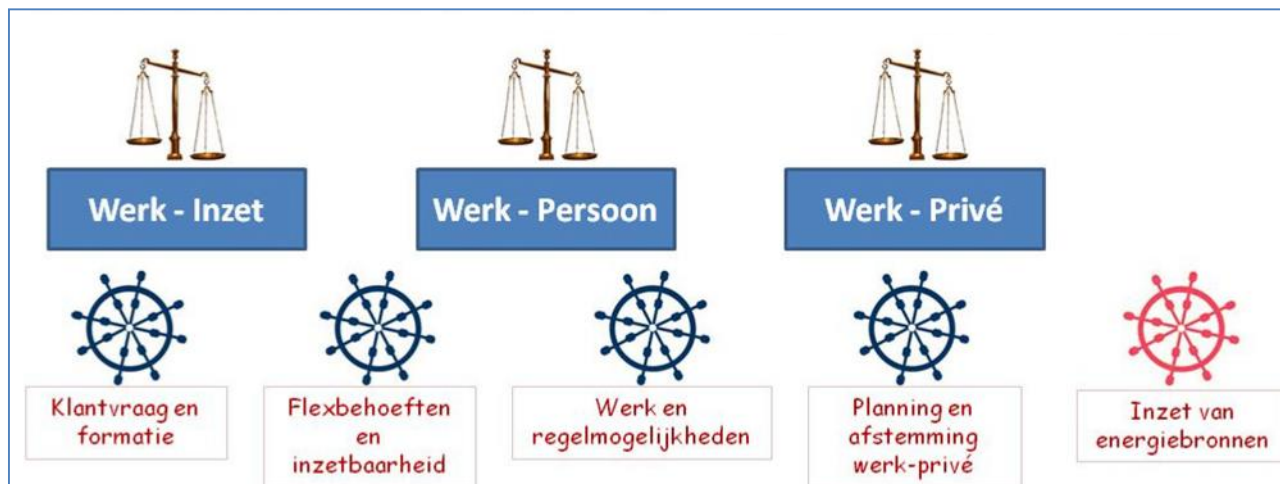 Werk - Inzet
Werk - Persoon
Werk - Privé
Klantvraag en
formatie
Flexbehoeften
en
inzetbaarheid
Werk en
regelmogelijkheden
Planning en
afstemming
werk-privé
Inzet van
energiebronnen